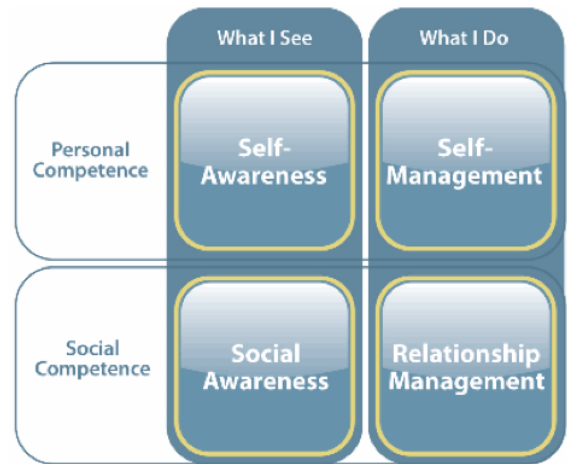 What I See
What I Do
Personal
Competence
Self-
Awareness
Self-
Management
Social
Competence
Social
Awareness
Relationship
Management